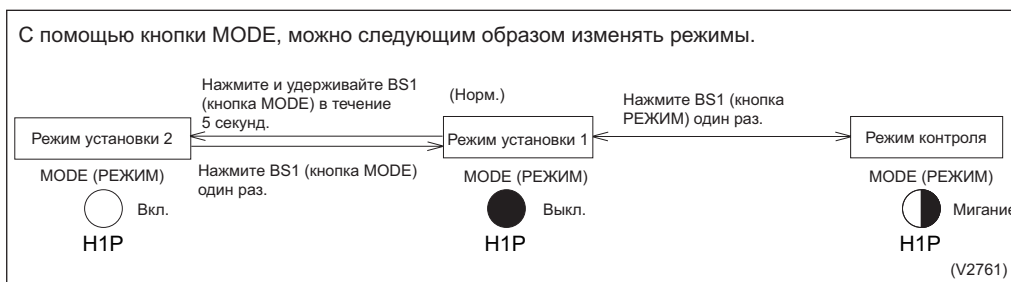 С помощью кнопки MODE, можно следующим образом изменять режимы.
Нажмите и удерживайте BS1
(кнопка MODE) в течение
5 секунд.
(Норм.)
Нажмите BS1 (кнопка
РЕЖИМ) один раз.
Режим установки 2
Режим установки 1
Режим контроля
Нажмите BS1 (кнопка MODE)
один раз.
MODE (РЕЖИМ)
MODE (РЕЖИМ)
MODE (РЕЖИМ)
Вкл.
Выкл.
Мигание
H1P
H1P
H1P
(V2761)